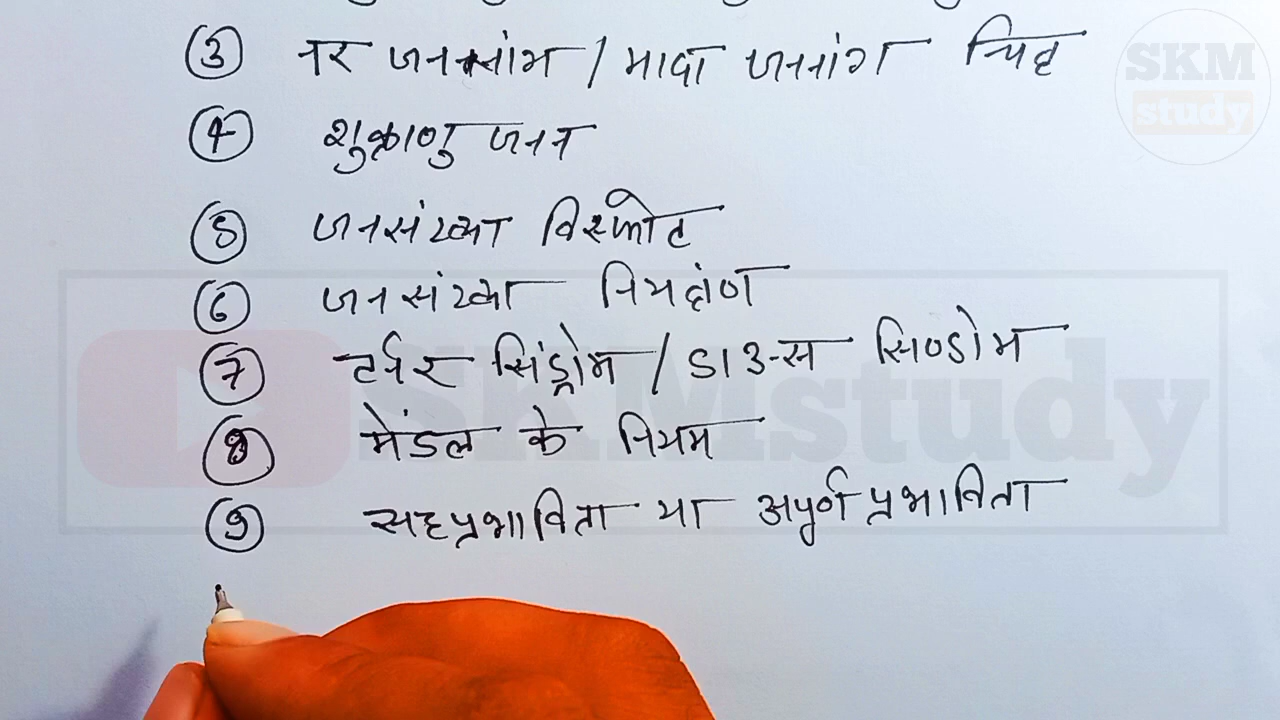 ③ नर जननांग / मादा जननांग चित्र
SKM
study
④ शुक्राणु जनन
⑤ जनसंख्या विस्फोट
⑥ जनसंख्या नियंत्रण
⑦ टर्नर सिंड्रोम / डाउन्स सिण्डोम
⑧ मेंडल के नियम
SKMstudy
⑨ सहप्रभाविता या अपूर्ण प्रभाविता